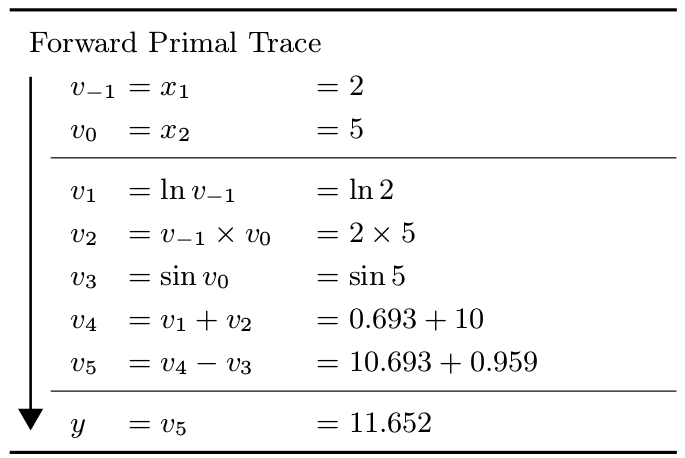 Forward Primal Trace
v₋₁ = x₁ = 2
v₀ = x₂ = 5
v₁ = ln v₋₁ = ln 2
v₂ = v₋₁ × v₀ = 2 × 5
v₃ = sin v₀ = sin 5
v₄ = v₁ + v₂ = 0.693 + 10
v₅ = v₄ − v₃ = 10.693 + 0.959
y = v₅ = 11.652